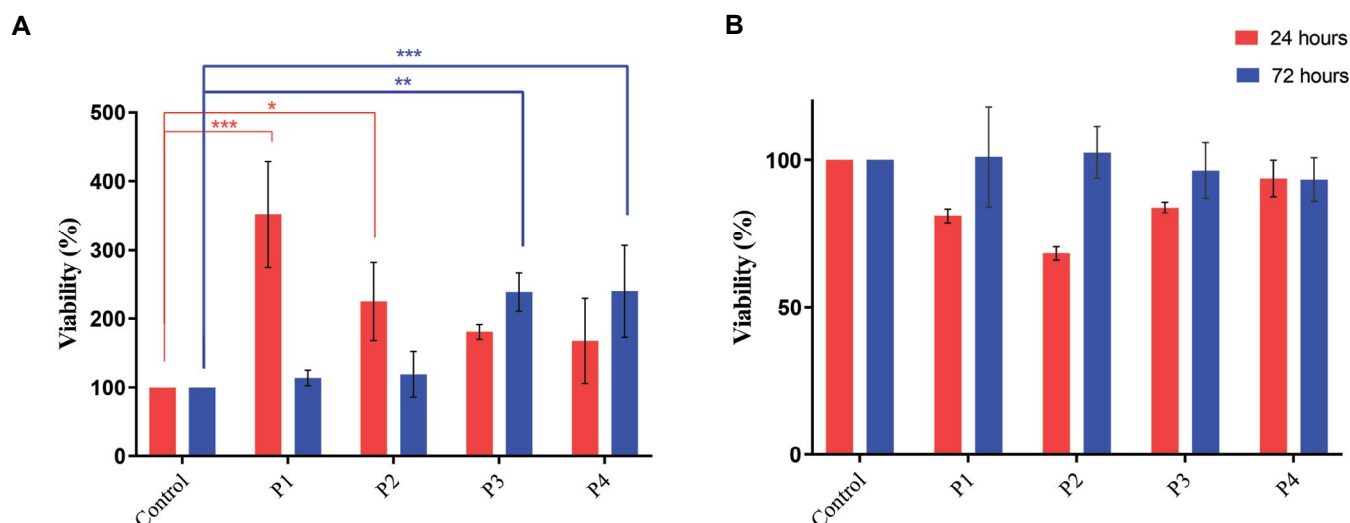 A
***
**
*
***
500
400
300
200
100
0
Viability (%)
Control
P1
P2
P3
P4
B
24 hours
72 hours
100
50
0
Viability (%)
Control
P1
P2
P3
P4